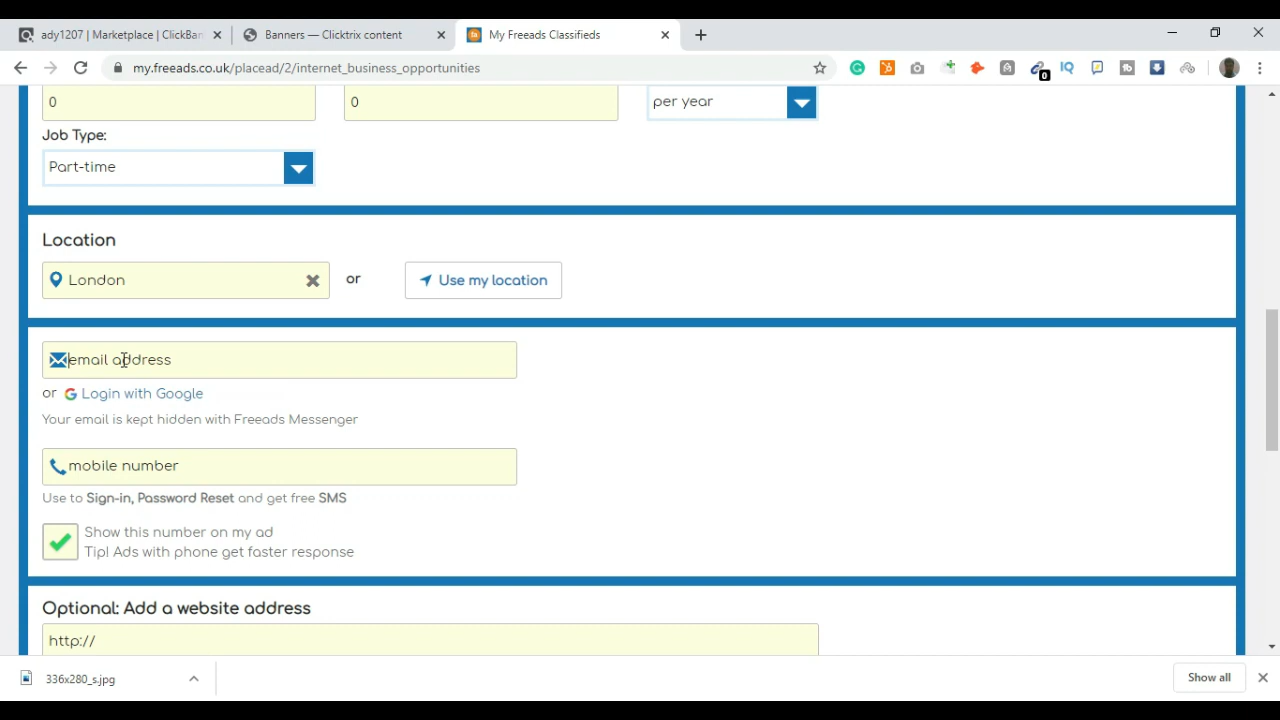 ady1207 | Marketplace | ClickBan
Banners — Clicktrix content
My Freeads Classifieds
my.freeads.co.uk/placead/2/internet_business_opportunities
0
IQ
0
0
per year
Job Type:
Part-time
Location
London
or
Use my location
email address
or Login with Google
Your email is kept hidden with Freeads Messenger
mobile number
Use to Sign-in, Password Reset and get free SMS
Show this number on my ad
Tip! Ads with phone get faster response
Optional: Add a website address
http://
336x280_s.jpg
Show all